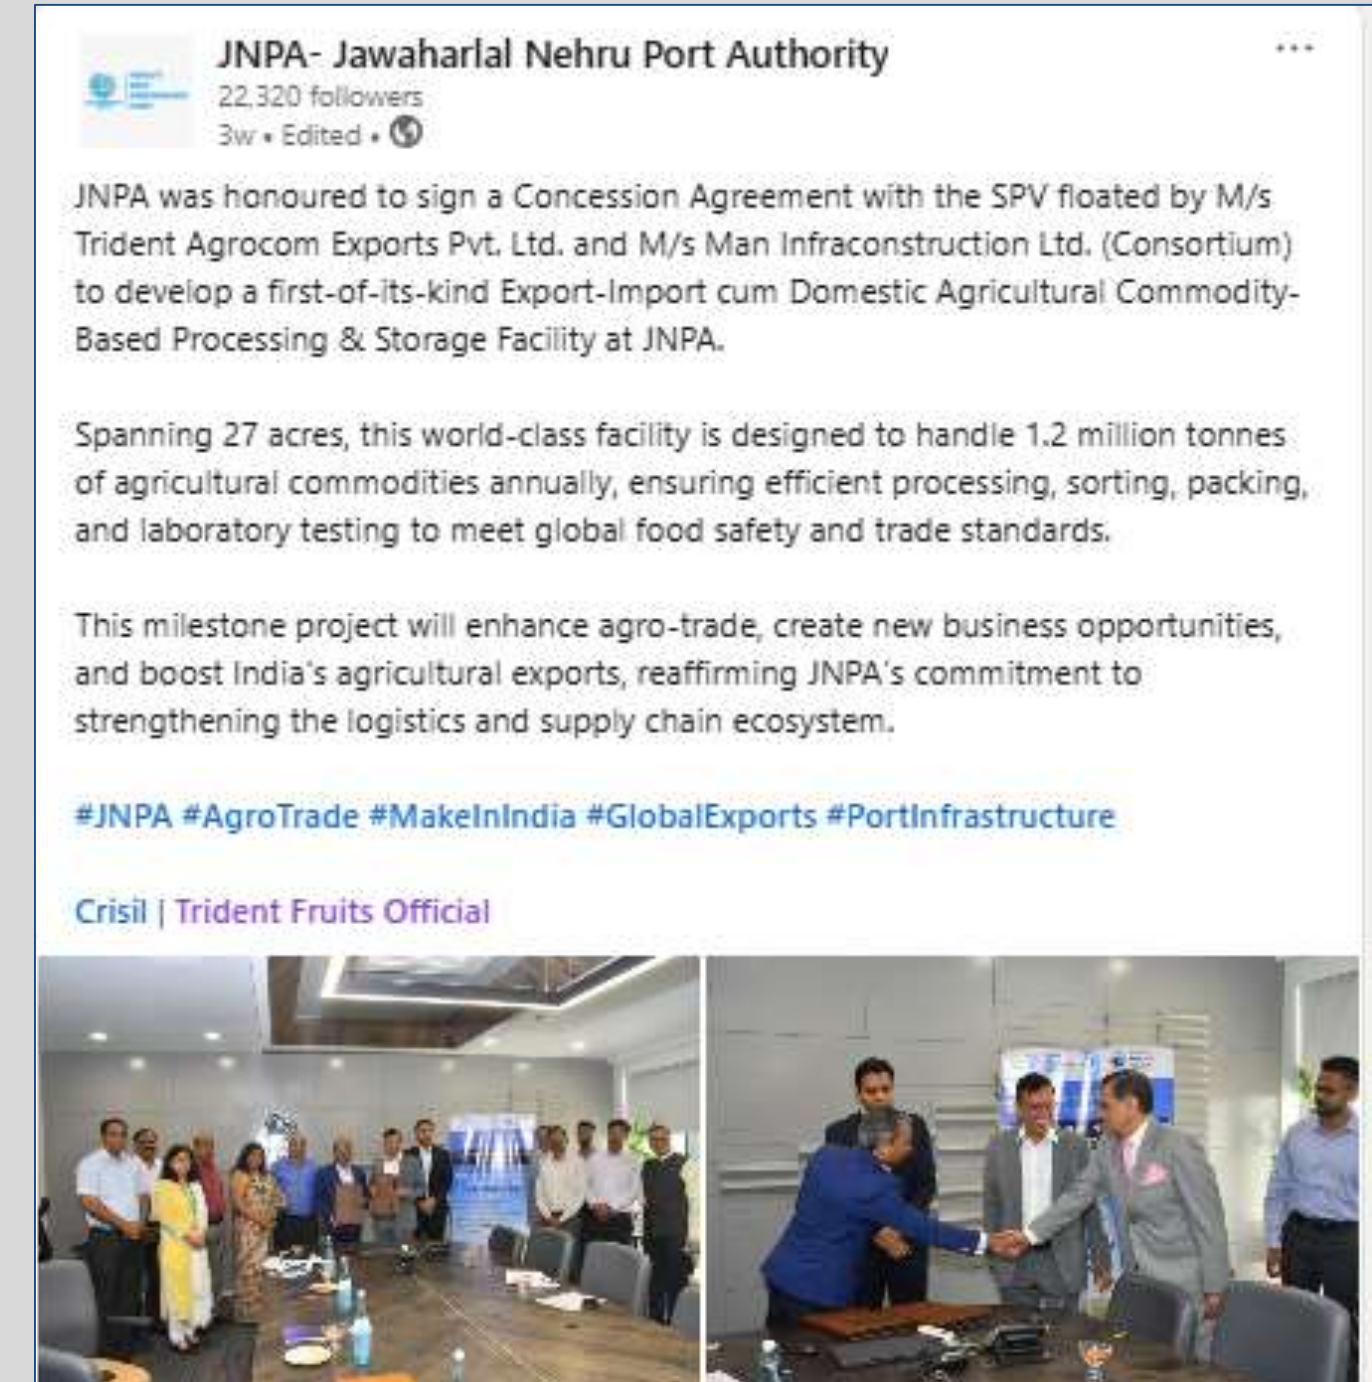 JNPA- Jawaharlal Nehru Port Authority
22,320 followers
3w • Edited •
JNPA was honoured to sign a Concession Agreement with the SPV floated by M/s
Trident Agrocom Exports Pvt. Ltd. and M/s Man Infraconstruction Ltd. (Consortium)
to develop a first-of-its-kind Export-Import cum Domestic Agricultural Commodity-
Based Processing & Storage Facility at JNPA.
Spanning 27 acres, this world-class facility is designed to handle 1.2 million tonnes
of agricultural commodities annually, ensuring efficient processing, sorting, packing,
and laboratory testing to meet global food safety and trade standards.
This milestone project will enhance agro-trade, create new business opportunities,
and boost India's agricultural exports, reaffirming JNPA's commitment to
strengthening the logistics and supply chain ecosystem.
#JNPA #AgroTrade #MakeInIndia #GlobalExports #PortInfrastructure
Crisil | Trident Fruits Official